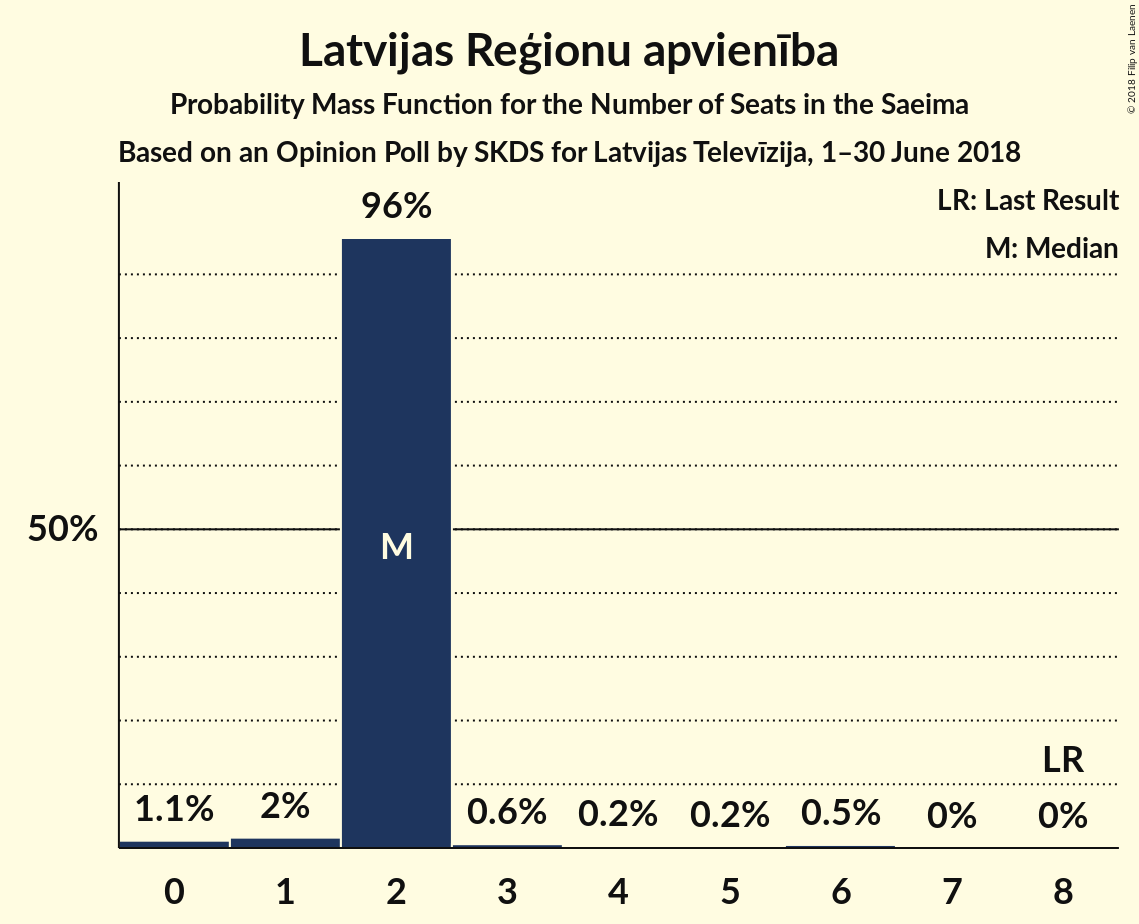 Latvijas Reģionu apvienība
Probability Mass Function for the Number of Seats in the Saeima
Based on an Opinion Poll by SKDS for Latvijas Televīzija, 1–30 June 2018
© 2018 Filip van Laenen
LR: Last Result
M: Median
96%
50%
M
LR
1.1% 2% 0.6% 0.2% 0.2% 0.5% 0% 0%
0 1 2 3 4 5 6 7 8